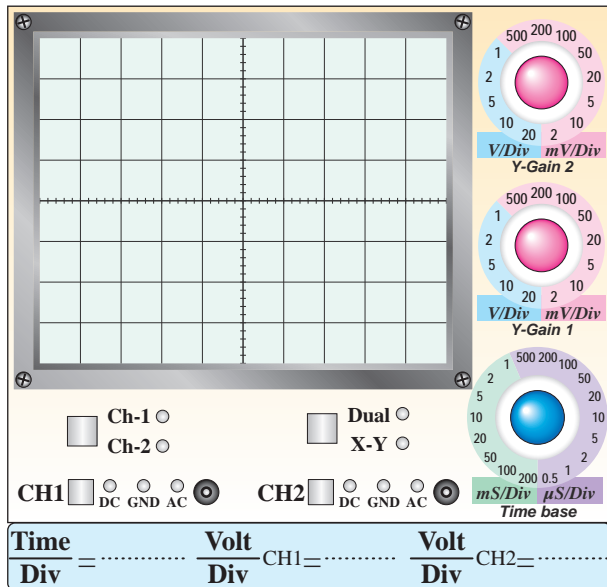 500 200 100
1 50
2 20
5 10
10 2
20
V/Div mV/Div
Y-Gain 2
500 200 100
1 50
2 20
5 10
10 2
20
V/Div mV/Div
Y-Gain 1
500 200 100
1 50
2 20
5 10
10 5
20 2
50 1
100 200 0.5
mS/Div µS/Div
Time base
Ch-1
Ch-2
Dual
X-Y
CH1 DC GND AC
CH2 DC GND AC
Time Volt Volt
Div = ............ Div CH1= ............ Div CH2= ............